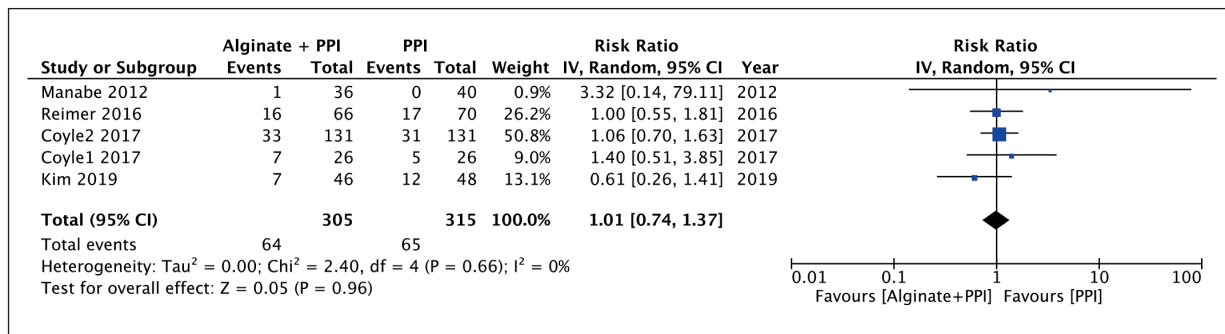 Alginate + PPI PPI Risk Ratio Risk Ratio
Study or Subgroup Events Total Events Total Weight IV, Random, 95% CI Year IV, Random, 95% CI
Manabe 2012 1 36 0 40 0.9% 3.32 [0.14, 79.11] 2012
Reimer 2016 16 66 17 70 26.2% 1.00 [0.55, 1.81] 2016
Coyle2 2017 33 131 31 131 50.8% 1.06 [0.70, 1.63] 2017
Coyle1 2017 7 26 5 26 9.0% 1.40 [0.51, 3.85] 2017
Kim 2019 7 46 12 48 13.1% 0.61 [0.26, 1.41] 2019
Total (95% CI) 305 315 100.0% 1.01 [0.74, 1.37]
Total events 64 65
Heterogeneity: Tau² = 0.00; Chi² = 2.40, df = 4 (P = 0.66); I² = 0%
Test for overall effect: Z = 0.05 (P = 0.96)
0.01 0.1 1 10 100
Favours [Alginate+PPI] Favours [PPI]